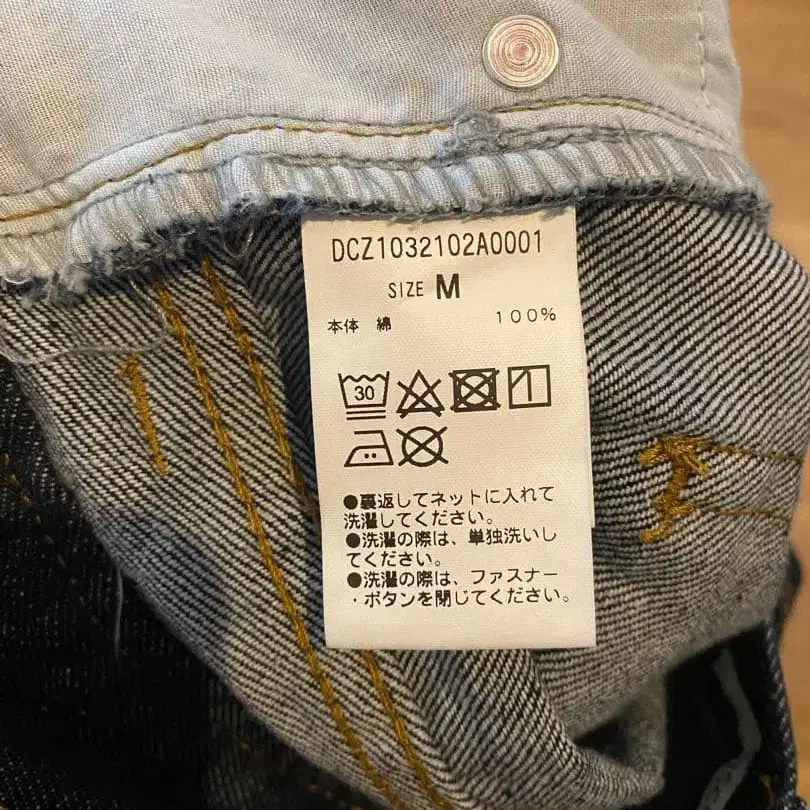 DCZ1032102A0001
SIZE M
本体 綿 100%
30
●裏返してネットに入れて
洗濯してください。
●洗濯の際は、単独洗いし
てください。
●洗濯の際は、ファスナー
・ボタンを閉じてください。